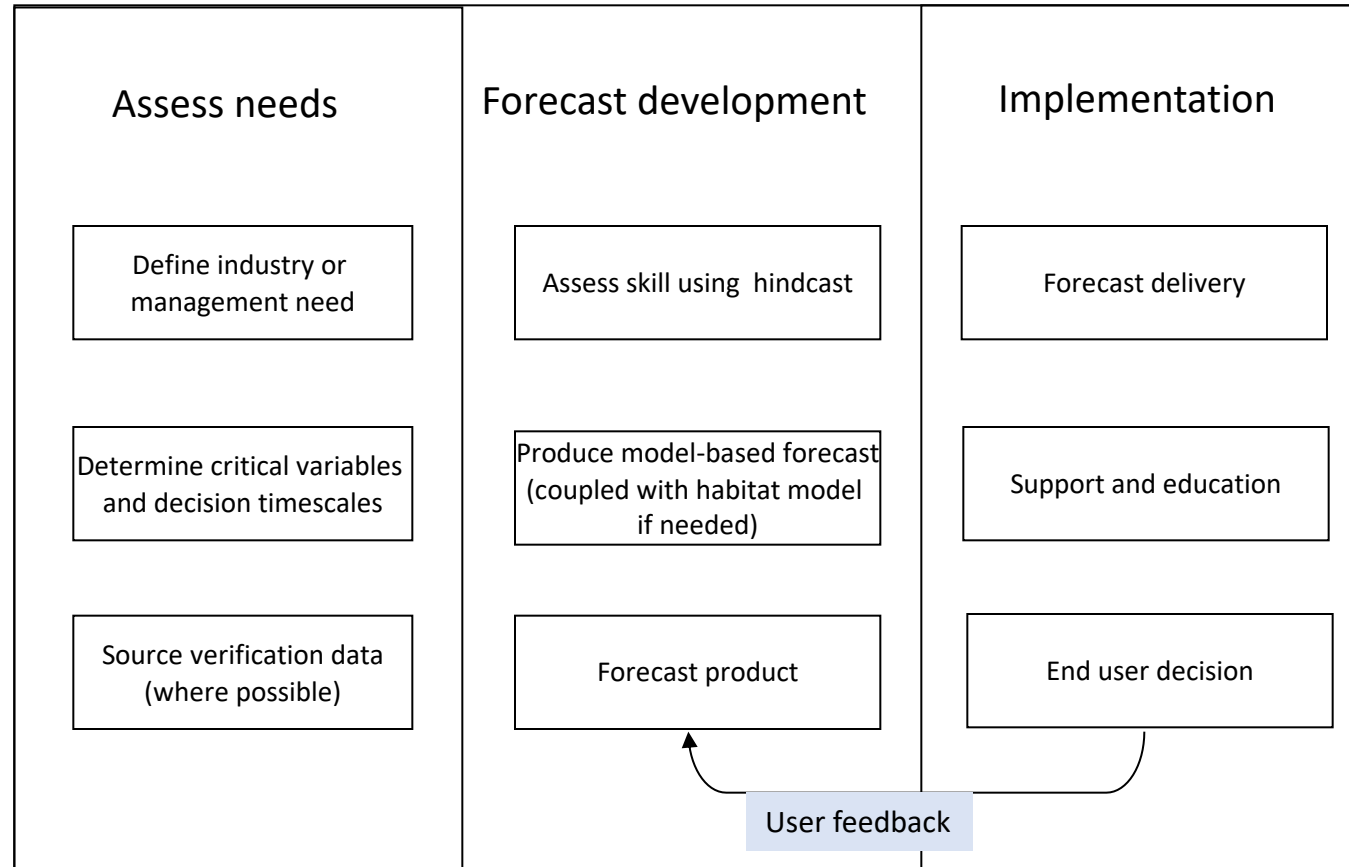 Assess needs
Define industry or
management need
Determine critical variables
and decision timescales
Source verification data
(where possible)
Forecast development
Assess skill using  hindcast
Produce model-based forecast
(coupled with habitat model
if needed)
Forecast product
Implementation
Forecast delivery
Support and education
End user decision
User feedback